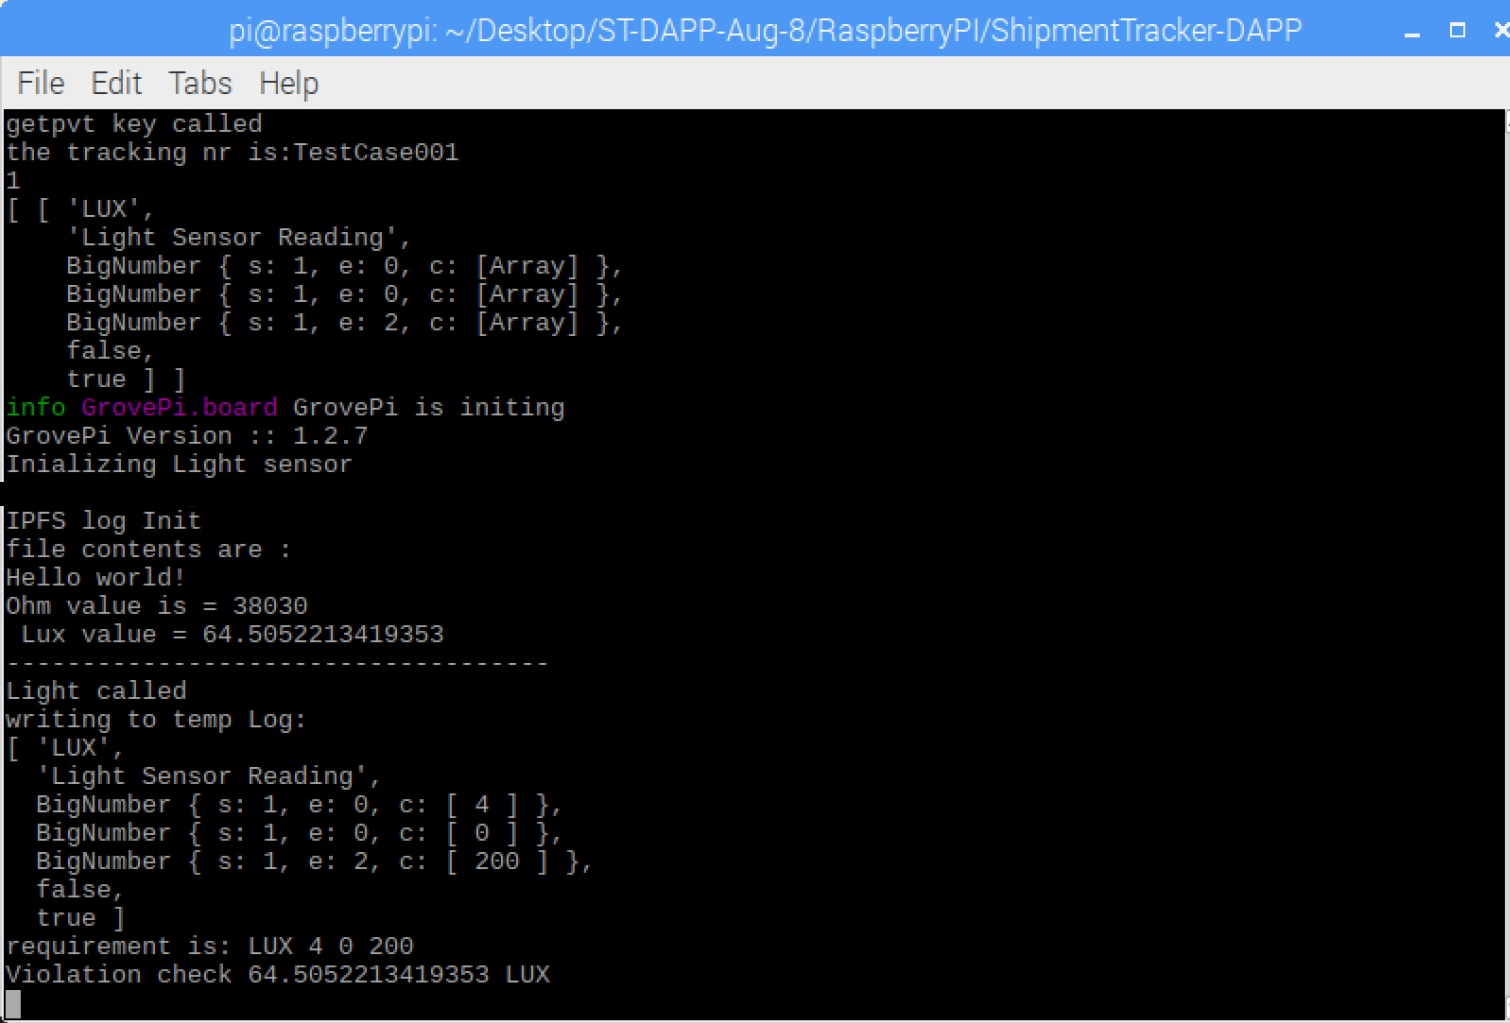 pi@raspberrypi: ~/Desktop/ST-DAPP-Aug-8/RaspberryPI/ShipmentTracker-DAPP
File Edit Tabs Help
getpvt key called
the tracking nr is:TestCase001
1
[ [ 'LUX',
    'Light Sensor Reading',
    BigNumber { s: 1, e: 0, c: [Array] },
    BigNumber { s: 1, e: 0, c: [Array] },
    BigNumber { s: 1, e: 2, c: [Array] },
    false,
    true ] ]
info GrovePi.board GrovePi is initing
GrovePi Version :: 1.2.7
Inializing Light sensor
IPFS log Init
file contents are :
Hello world!
Ohm value is = 38030
 Lux value = 64.5052213419353
------------------------------------
Light called
writing to temp Log:
[ 'LUX',
  'Light Sensor Reading',
  BigNumber { s: 1, e: 0, c: [ 4 ] },
  BigNumber { s: 1, e: 0, c: [ 0 ] },
  BigNumber { s: 1, e: 2, c: [ 200 ] },
  false,
  true ]
requirement is: LUX 4 0 200
Violation check 64.5052213419353 LUX